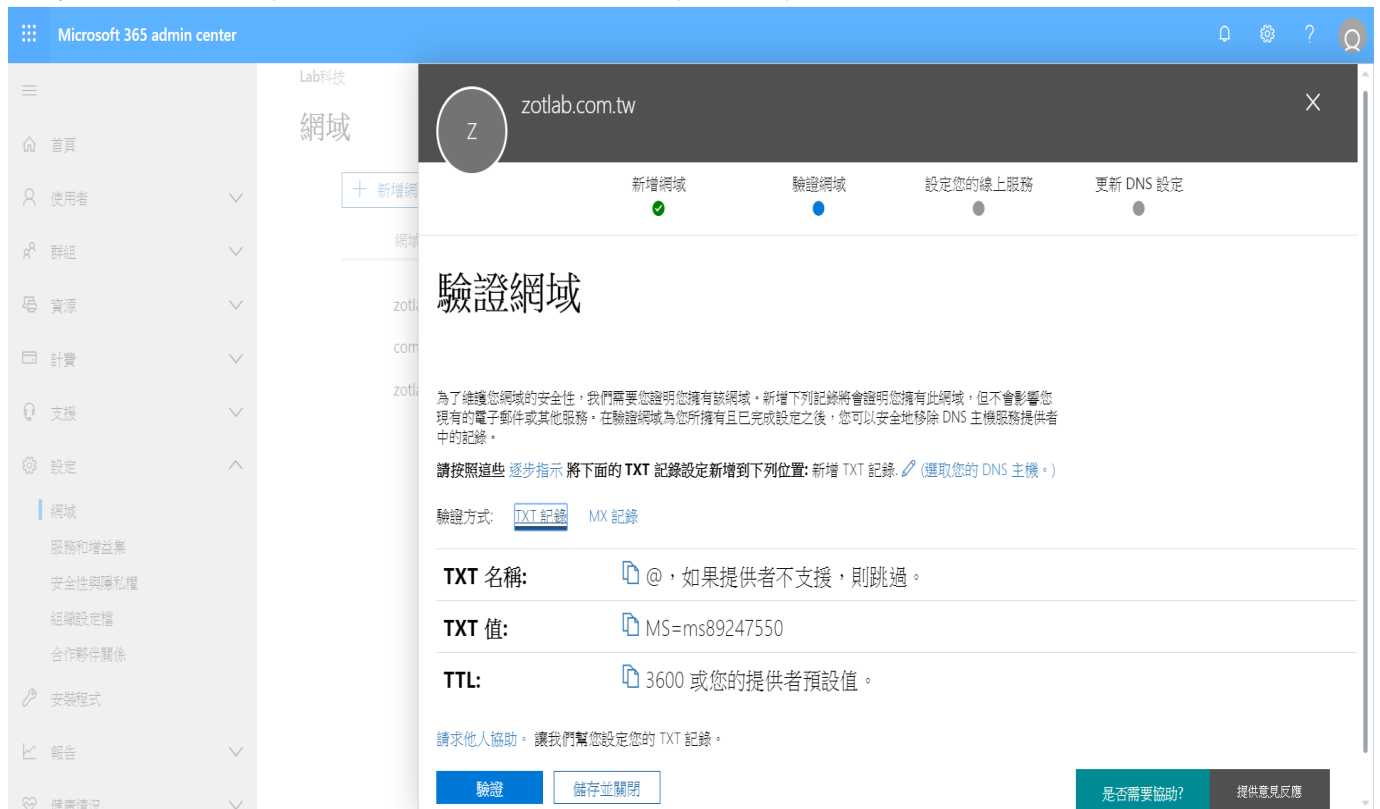 Microsoft 365 admin center
?
Lab科技
網域
首頁
使用者
群組
資源
計費
支援
設定
網域
服務和增益集
安全性與隱私權
組織設定檔
合作夥伴關係
安裝程式
報告
健康情況
+ 新增網
網域
zotla
com
zotla
Z
zotlab.com.tw
新增網域
驗證網域
設定您的線上服務
更新 DNS 設定
驗證網域
為了維護您網域的安全性,我們需要您證明您擁有該網域。新增下列記錄將會證明您擁有此網域,但不會影響您
現有的電子郵件或其他服務。在驗證網域為您所擁有且已完成設定之後,您可以安全地移除 DNS 主機服務提供者
中的記錄。
請按照這些 逐步指示 將下面的 TXT 記錄設定新增到下列位置: 新增 TXT 記錄. (選取您的 DNS 主機。)
驗證方式: TXT 記錄 MX 記錄
TXT 名稱: @,如果提供者不支援,則跳過。
TXT 值: MS=ms89247550
TTL: 3600 或您的提供者預設值。
請求他人協助。 讓我們幫您設定您的 TXT 記錄。
驗證 儲存並關閉
是否需要協助? 提供意見反應